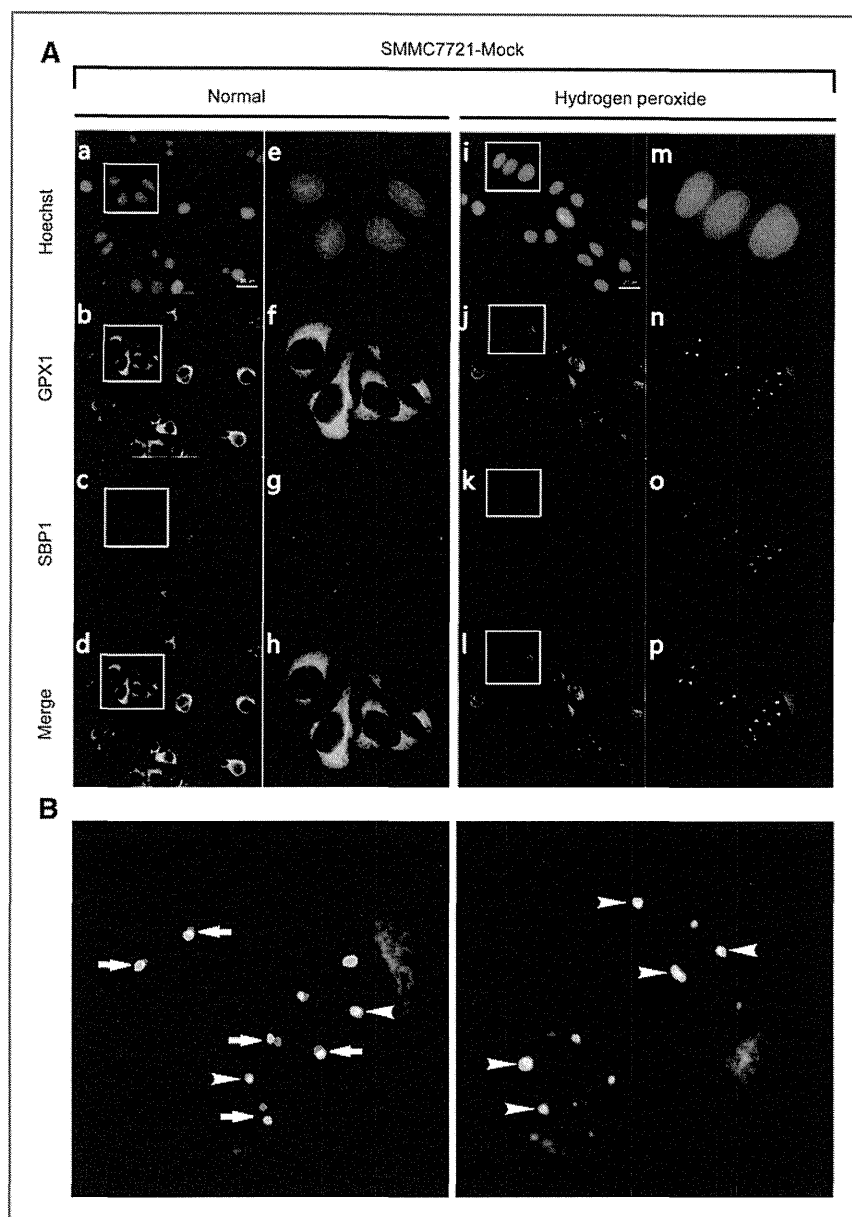 A
SMMC7721-Mock
Normal
Hydrogen peroxide
Hoechst
a
e
i
m
GPX1
b
f
j
n
SBP1
c
g
k
o
Merge
d
h
l
p
B